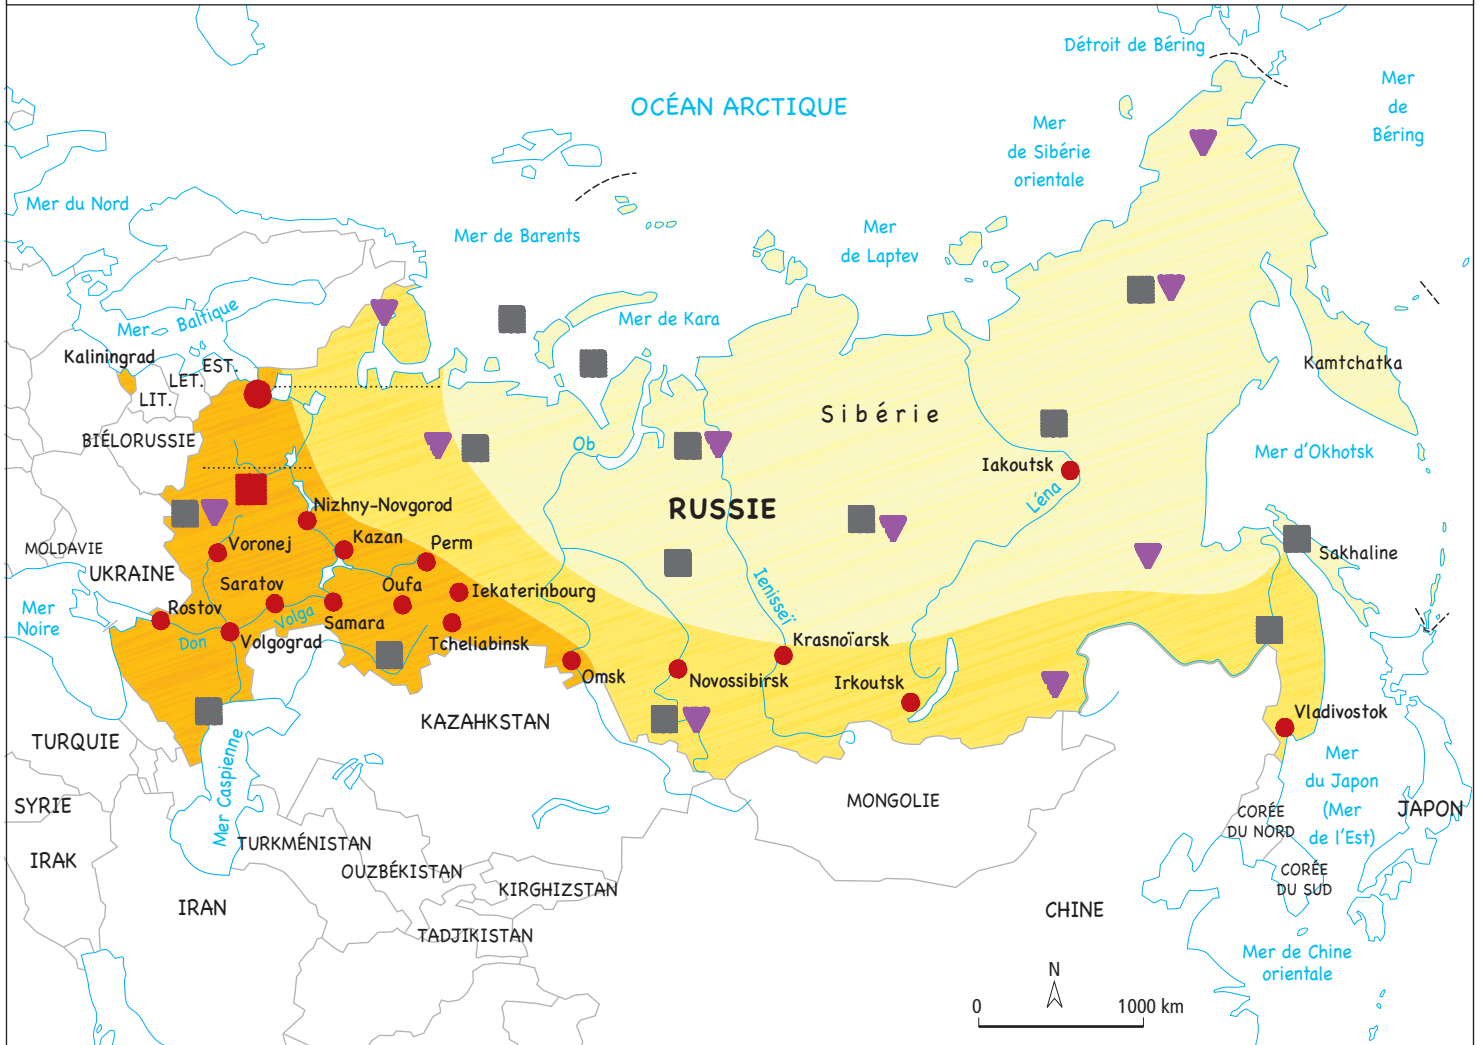 Détroit de Béring
Mer
de
Béring
OCÉAN ARCTIQUE
Mer
de Sibérie
orientale
Mer du Nord
Mer de Barents
Mer
de Laptev
Mer Baltique
Mer de Kara
Kaliningrad
EST.
LET.
LIT.
Kamtchatka
Sibérie
BIÉLORUSSIE
Ob
Mer d'Okhotsk
Iakoutsk
Léna
RUSSIE
Nizhny-Novgorod
MOLDAVIE
Voronej
Kazan
Perm
Sakhaline
UKRAINE
Saratov
Oufa
Iekaterinbourg
Ienisseï
Mer
Noire
Rostov
Volga
Samara
Don
Volgograd
Tcheliabinsk
Krasnoïarsk
Omsk
Novossibirsk
Irkoutsk
Vladivostok
KAZAHKSTAN
TURQUIE
Mer Caspienne
Mer
du Japon
(Mer
de l'Est)
SYRIE
MONGOLIE
JAPON
CORÉE
DU NORD
TURKMÉNISTAN
IRAK
OUZBÉKISTAN
CORÉE
DU SUD
KIRGHIZSTAN
IRAN
CHINE
TADJIKISTAN
Mer de Chine
orientale
N
0 1000 km